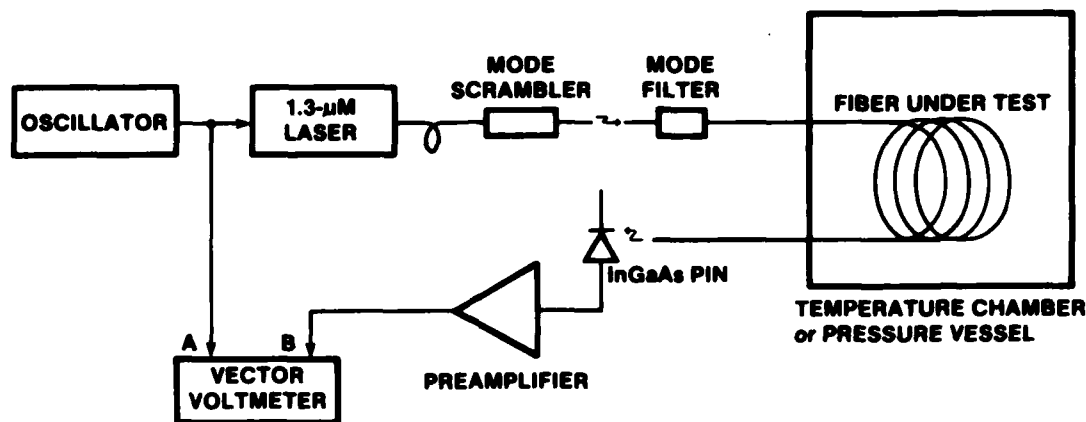 OSCILLATOR
1.3-μM
LASER
MODE
SCRAMBLER
MODE
FILTER
FIBER UNDER TEST
InGaAs PIN
TEMPERATURE CHAMBER
or PRESSURE VESSEL
A
B
PREAMPLIFIER
VECTOR
VOLTMETER